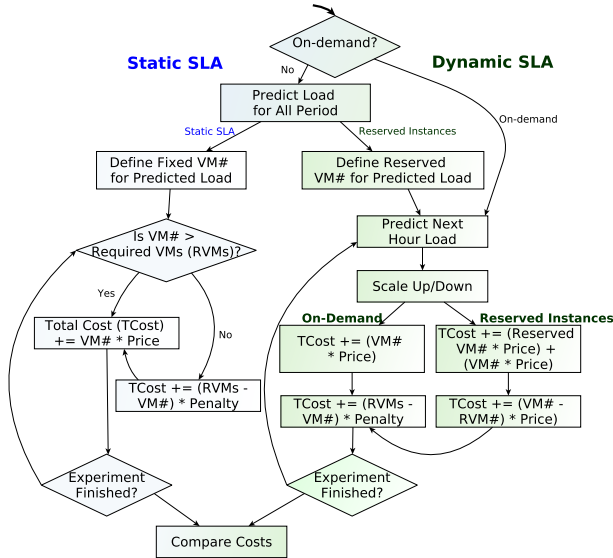 On-demand?
Static SLA
Dynamic SLA
No
Predict Load
for All Period
On-demand
Static SLA
Reserved Instances
Define Fixed VM#
for Predicted Load
Define Reserved
VM# for Predicted Load
Predict Next
Hour Load
Is VM# >
Required VMs (RVMs)?
Scale Up/Down
Yes
No
On-Demand
Reserved Instances
Total Cost (TCost)
+= VM# * Price
TCost += (VM#
* Price)
TCost += (Reserved
VM# * Price) +
(VM# * Price)
TCost += (RVMs -
VM#) * Penalty
TCost += (RVMs -
VM#) * Penalty
TCost += (VM# -
RVM#) * Price)
Experiment
Finished?
Experiment
Finished?
Compare Costs